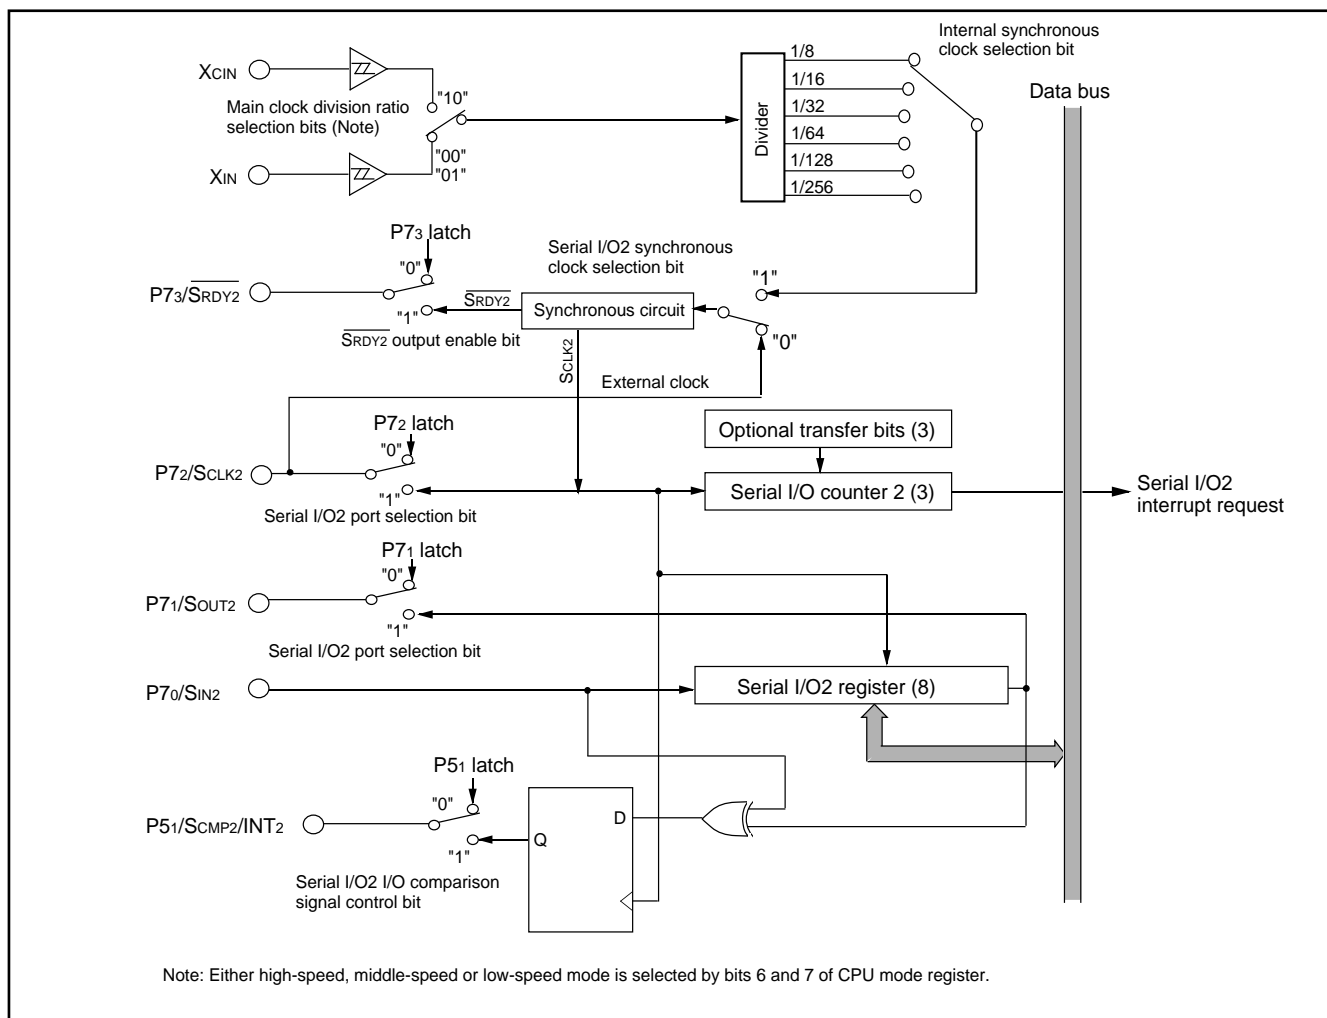 Internal synchronous
clock selection bit
1/8
XCIN
1/16
Data bus
"10"
Main clock division ratio
selection bits (Note)
1/32
Divider
1/64
"00"
1/128
XIN
"01"
1/256
P73 latch
Serial I/O2 synchronous
clock selection bit
"0"
"1"
P73/SRDY2
SRDY2
Synchronous circuit
"1"
SRDY2 output enable bit
"0"
SCLK2
External clock
P72 latch
Optional transfer bits (3)
"0"
P72/SCLK2
Serial I/O counter 2 (3)
Serial I/O2
interrupt request
"1"
Serial I/O2 port selection bit
P71 latch
"0"
P71/SOUT2
"1"
Serial I/O2 port selection bit
P70/SIN2
Serial I/O2 register (8)
P51 latch
"0"
P51/SCMP2/INT2
D
Q
"1"
Serial I/O2 I/O comparison
signal control bit
Note: Either high-speed, middle-speed or low-speed mode is selected by bits 6 and 7 of CPU mode register.